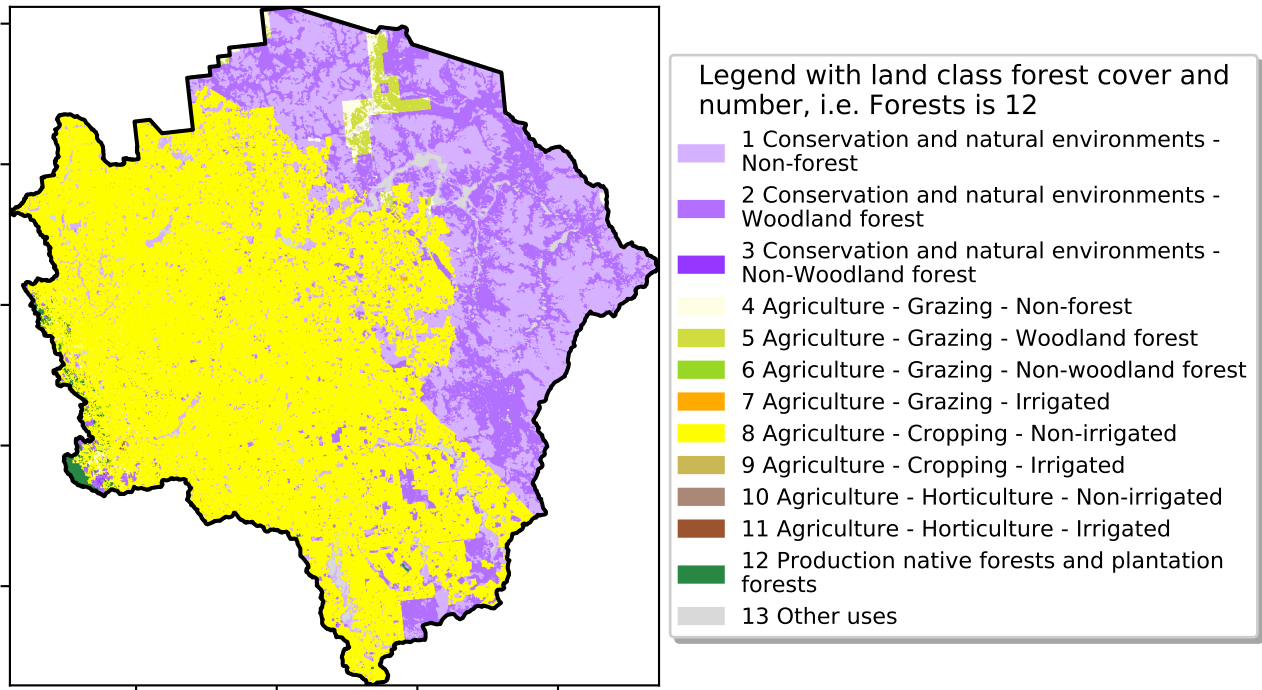 Legend with land class forest cover and
number, i.e. Forests is 12
1 Conservation and natural environments -
Non-forest
2 Conservation and natural environments -
Woodland forest
3 Conservation and natural environments -
Non-Woodland forest
4 Agriculture - Grazing - Non-forest
5 Agriculture - Grazing - Woodland forest
6 Agriculture - Grazing - Non-woodland forest
7 Agriculture - Grazing - Irrigated
8 Agriculture - Cropping - Non-irrigated
9 Agriculture - Cropping - Irrigated
10 Agriculture - Horticulture - Non-irrigated
11 Agriculture - Horticulture - Irrigated
12 Production native forests and plantation
forests
13 Other uses